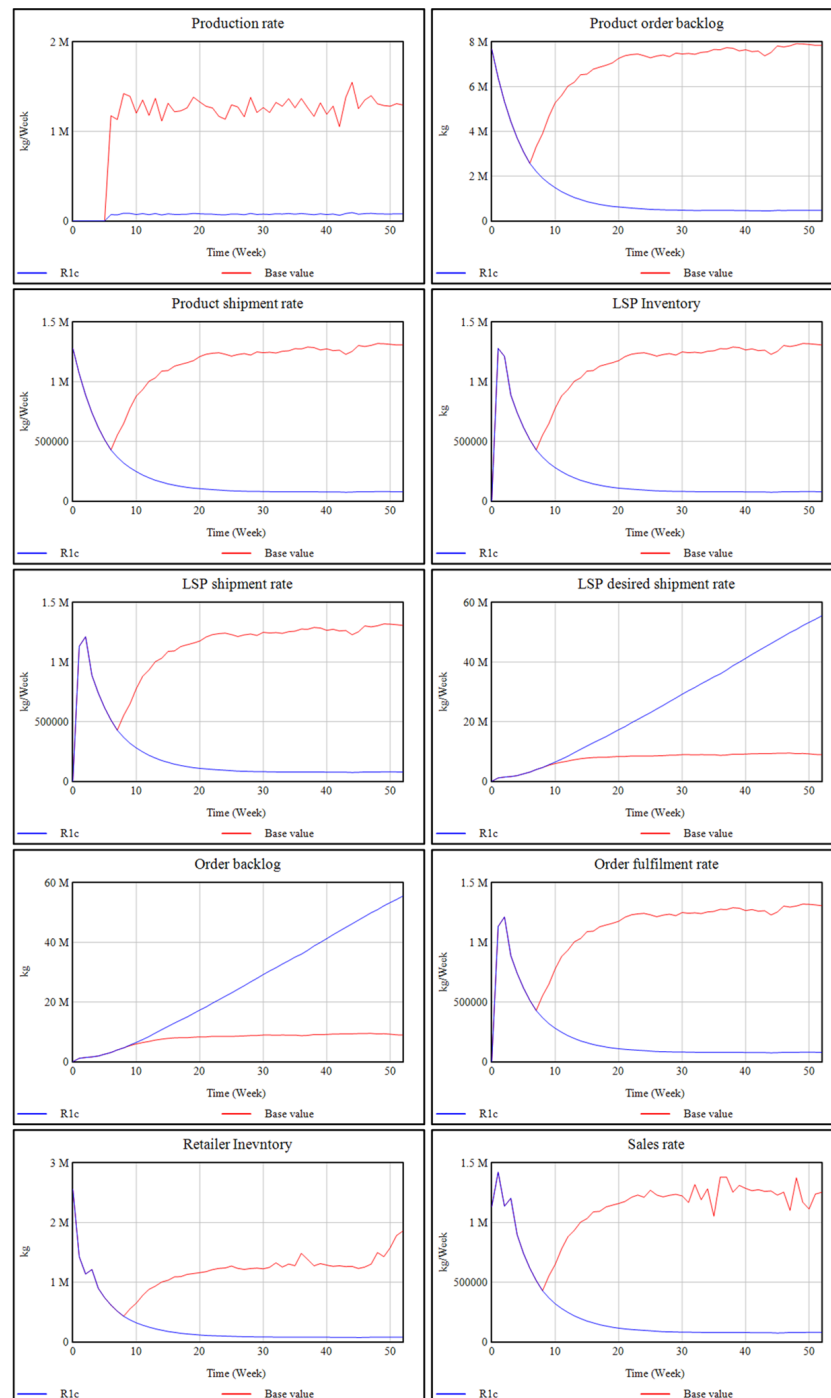 Production rate
2 M
1 M
0
kg/Week
0 10 20 30 40 50
Time (Week)
R1c Base value
Product order backlog
8 M
6 M
4 M
2 M
0
kg
0 10 20 30 40 50
Time (Week)
R1c Base value
Product shipment rate
1.5 M
1 M
500000
0
kg/Week
0 10 20 30 40 50
Time (Week)
R1c Base value
LSP Inventory
1.5 M
1 M
500000
0
kg
0 10 20 30 40 50
Time (Week)
R1c Base value
LSP shipment rate
1.5 M
1 M
500000
0
kg/Week
0 10 20 30 40 50
Time (Week)
R1c Base value
LSP desired shipment rate
60 M
40 M
20 M
0
kg/Week
0 10 20 30 40 50
Time (Week)
R1c Base value
Order backlog
60 M
40 M
20 M
0
kg
0 10 20 30 40 50
Time (Week)
R1c Base value
Order fulfilment rate
1.5 M
1 M
500000
0
kg/Week
0 10 20 30 40 50
Time (Week)
R1c Base value
Retailer Inevntory
3 M
2 M
1 M
0
kg
0 10 20 30 40 50
Time (Week)
R1c Base value
Sales rate
1.5 M
1 M
500000
0
kg/Week
0 10 20 30 40 50
Time (Week)
R1c Base value